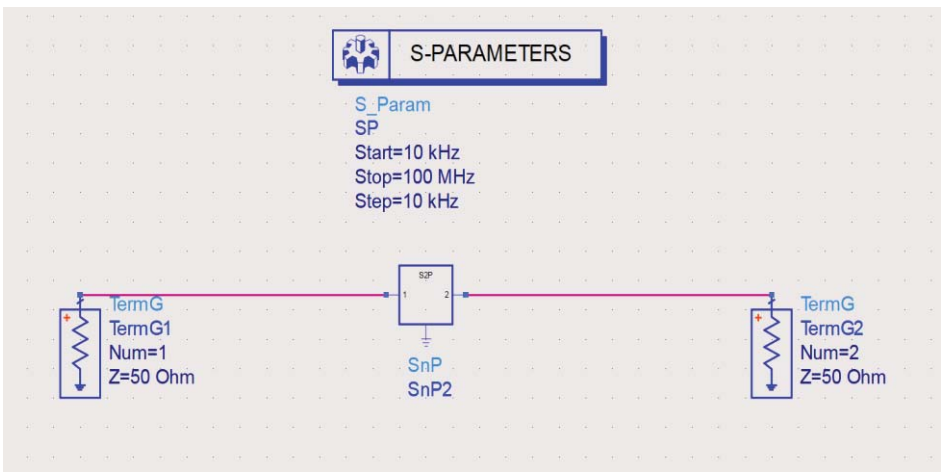 S-PARAMETERS
S_Param
SP
Start=10 kHz
Stop=100 MHz
Step=10 kHz
S2P
1 2
+
TermG
TermG1
Num=1
Z=50 Ohm
SnP
SnP2
+
TermG
TermG2
Num=2
Z=50 Ohm